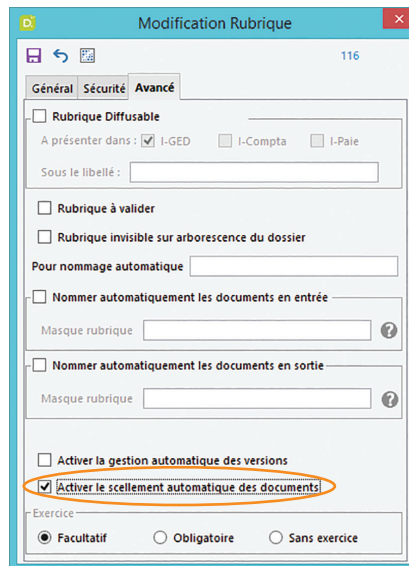 Modification Rubrique
116
Général Sécurité Avancé
Rubrique Diffusable
A présenter dans : I-GED I-Compta I-Paie
Sous le libellé :
Rubrique à valider
Rubrique invisible sur arborescence du dossier
Pour nommage automatique
Nommer automatiquement les documents en entrée
Masque rubrique ?
Nommer automatiquement les documents en sortie
Masque rubrique ?
Activer la gestion automatique des versions
Activer le scellement automatique des documents
Exercice
Facultatif Obligatoire Sans exercice